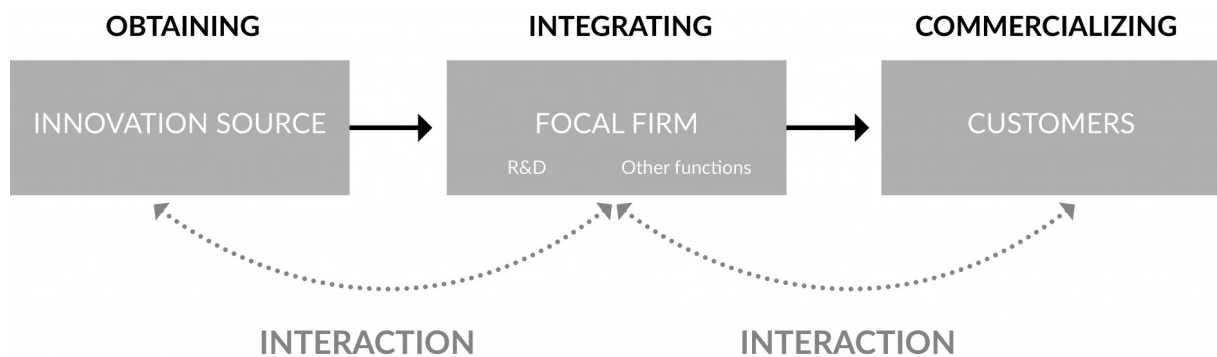 OBTAINING
INTEGRATING
COMMERCIALIZING
INNOVATION SOURCE
FOCAL FIRM
CUSTOMERS
R&D
Other functions
INTERACTION
INTERACTION